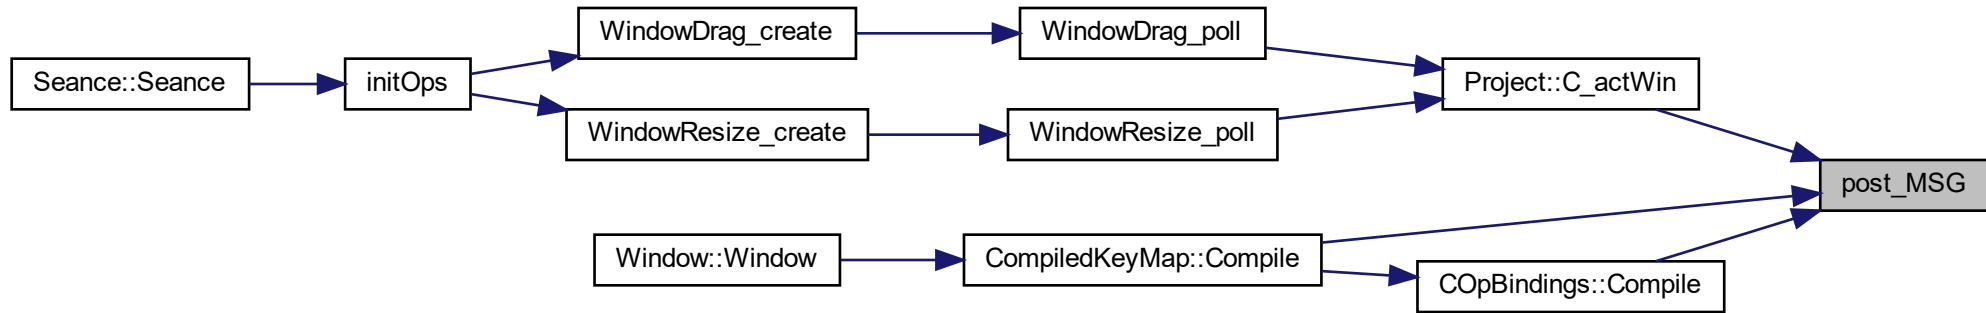 WindowDrag_create
WindowDrag_poll
Seance::Seance
initOps
Project::C_actWin
WindowResize_create
WindowResize_poll
post_MSG
Window::Window
CompiledKeyMap::Compile
COpBindings::Compile